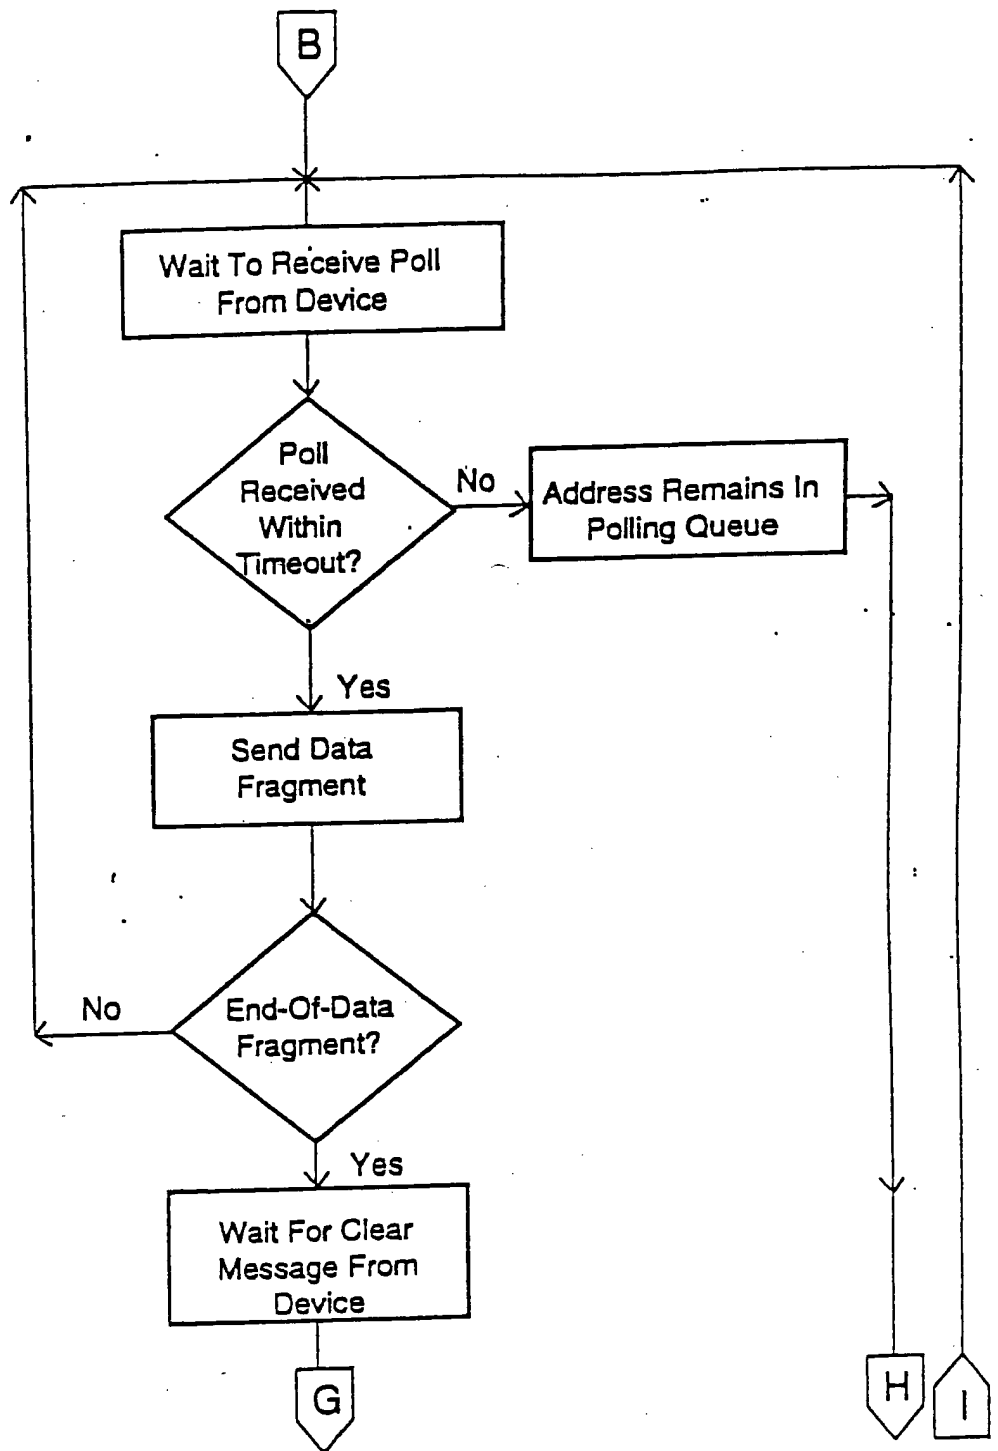 B
Wait To Receive Poll
From Device
Poll
Received
Within
Timeout?
No
Address Remains In
Polling Queue
Yes
Send Data
Fragment
No
End-Of-Data
Fragment?
Yes
Wait For Clear
Message From
Device
G
H
I